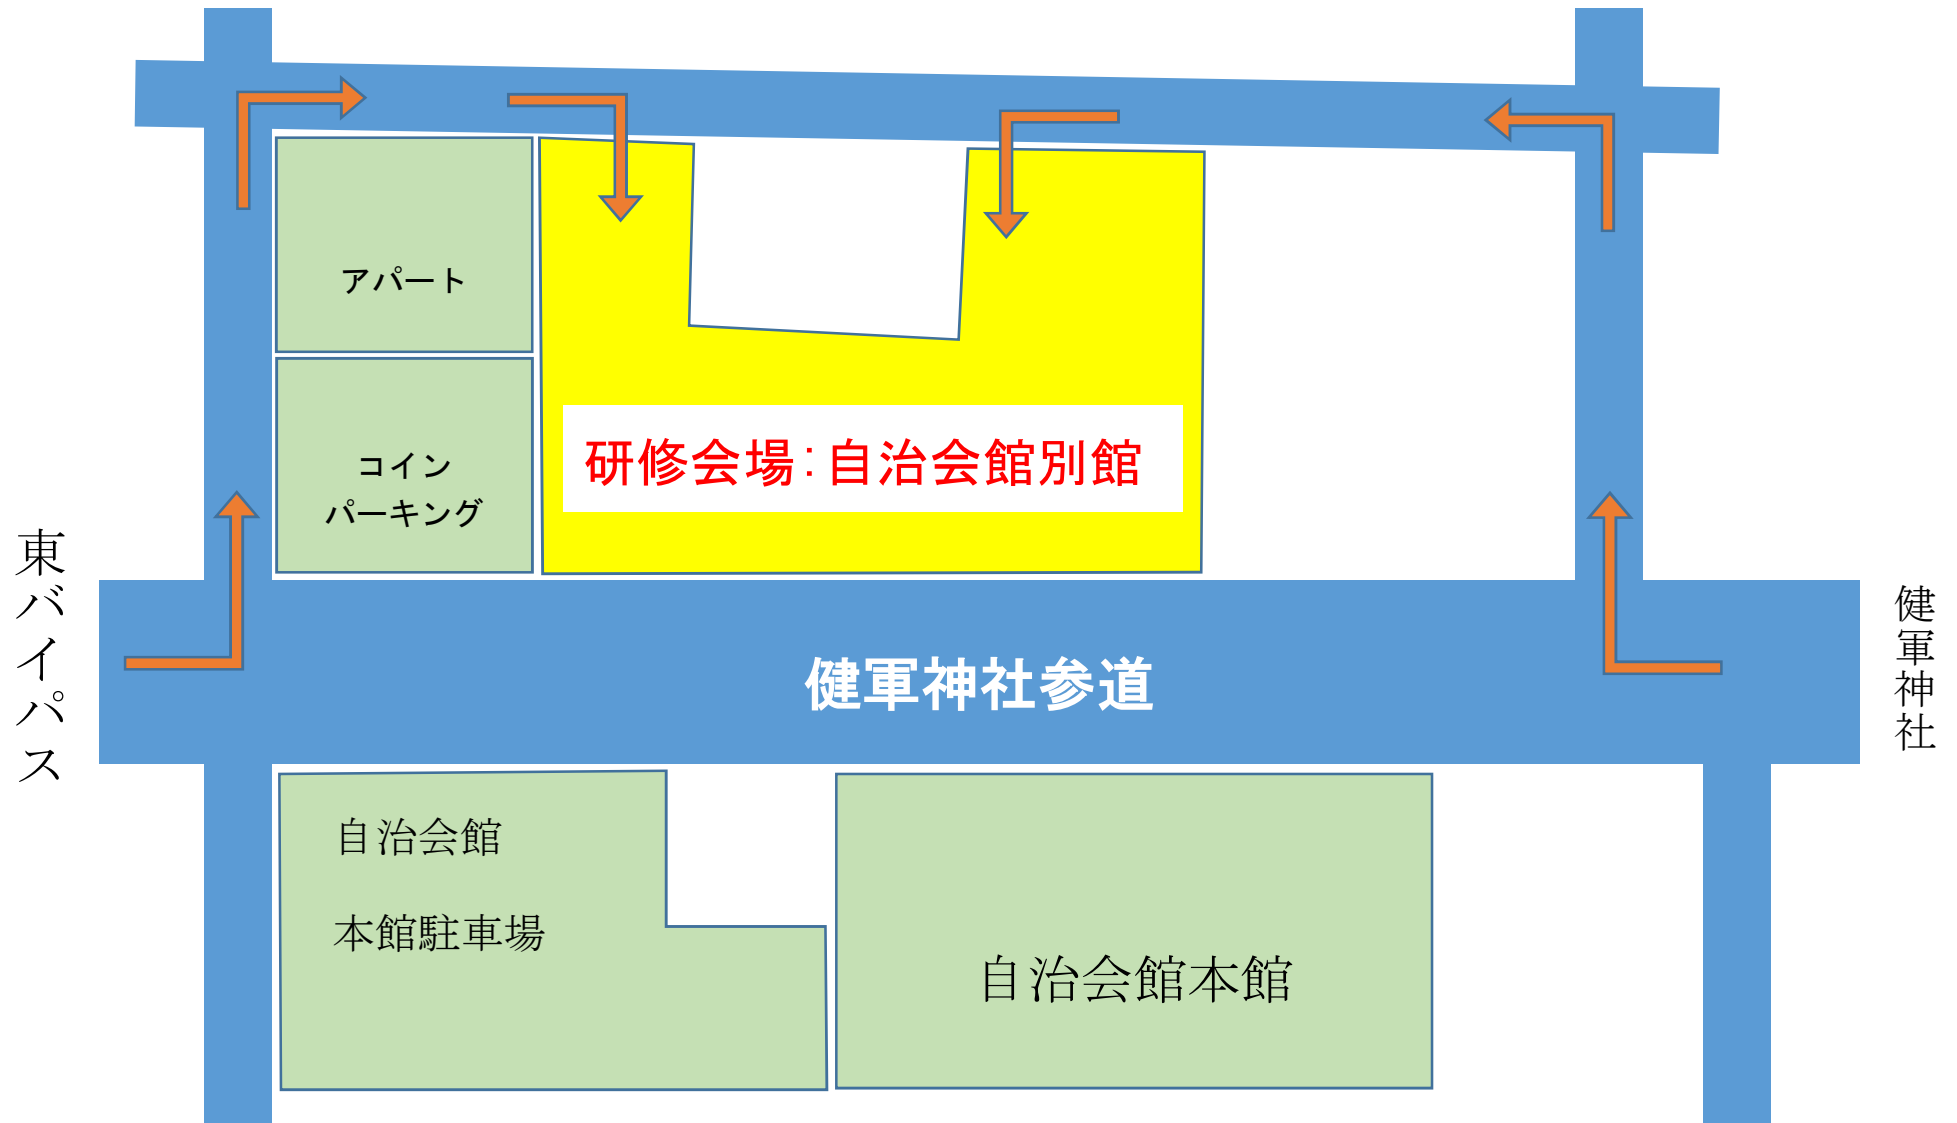 アパート
コイン
パーキング
研修会場：自治会館別館
東バイパス
健軍神社参道
健軍神社
自治会館
本館駐車場
自治会館本館